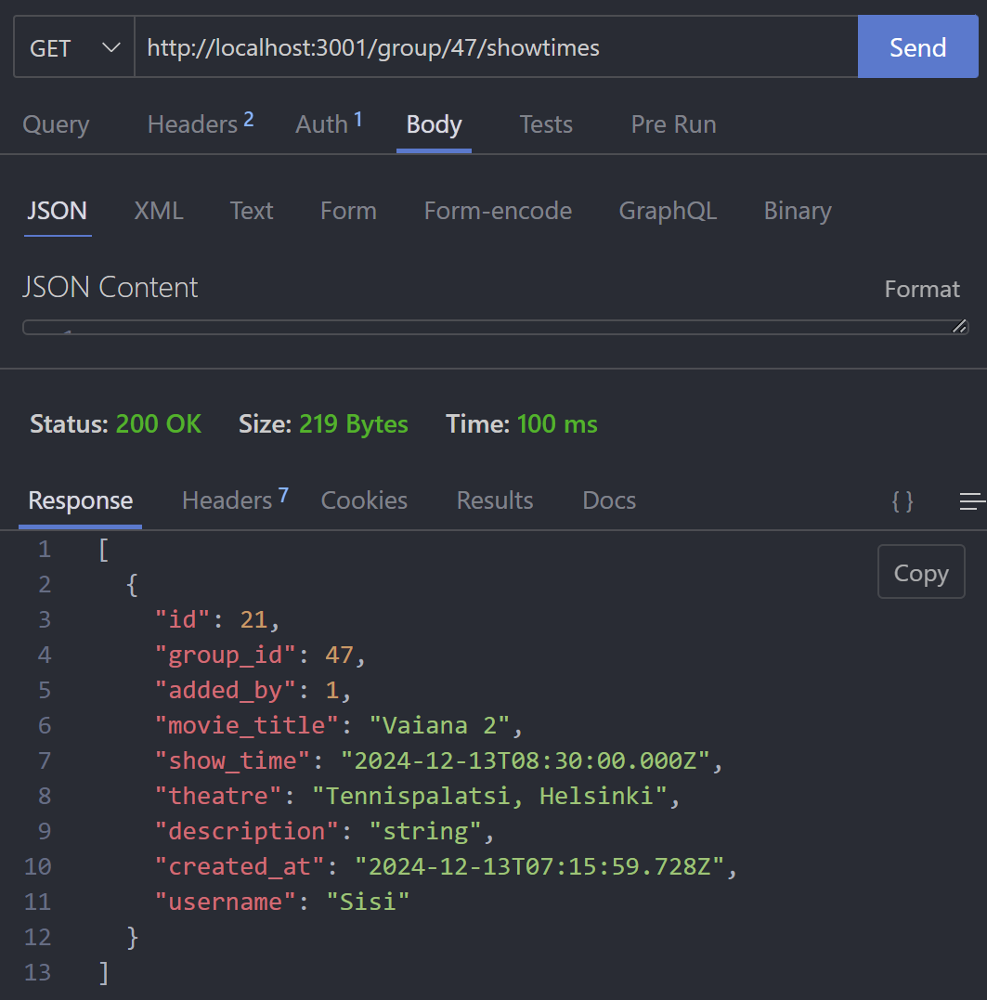 GET http://localhost:3001/group/47/showtimes Send
Query Headers 2 Auth 1 Body Tests Pre Run
JSON XML Text Form Form-encode GraphQL Binary
JSON Content Format
Status: 200 OK Size: 219 Bytes Time: 100 ms
Response Headers 7 Cookies Results Docs { }
Copy
1 [
2 {
3 "id": 21,
4 "group_id": 47,
5 "added_by": 1,
6 "movie_title": "Vaiana 2",
7 "show_time": "2024-12-13T08:30:00.000Z",
8 "theatre": "Tennispalatsi, Helsinki",
9 "description": "string",
10 "created_at": "2024-12-13T07:15:59.728Z",
11 "username": "Sisi"
12 }
13 ]